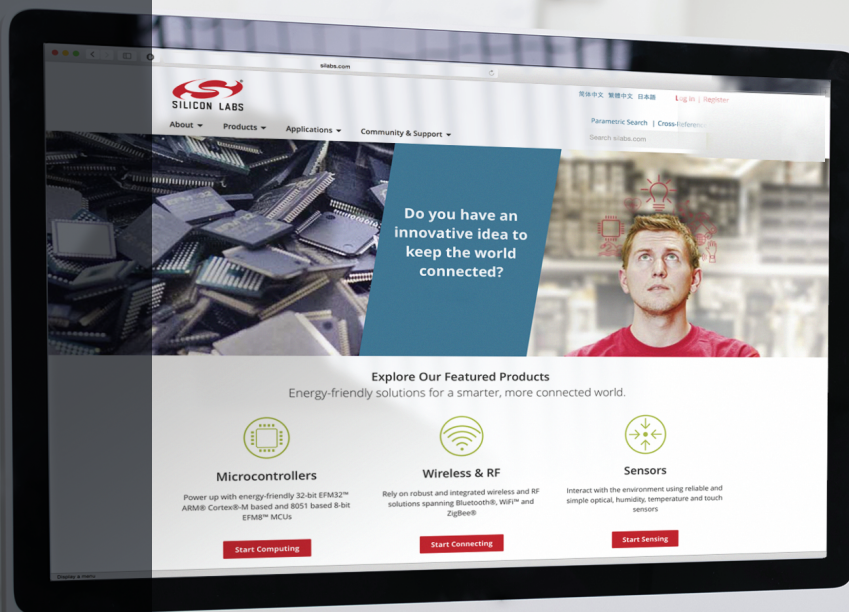 silabs.com
SILICON LABS
简体中文 繁體中文 日本語 Log In | Register
Parametric Search | Cross-Reference
Search silabs.com
About Products Applications Community & Support
Do you have an
innovative idea to
keep the world
connected?
Explore Our Featured Products
Energy-friendly solutions for a smarter, more connected world.
Microcontrollers
Power up with energy-friendly 32-bit EFM32™
ARM® Cortex®-M based and 8051 based 8-bit
EFM8™ MCUs
Start Computing
Wireless & RF
Rely on robust and integrated wireless and RF
solutions spanning Bluetooth®, WiFi™ and
ZigBee®
Start Connecting
Sensors
Interact with the environment using reliable and
simple optical, humidity, temperature and touch
sensors
Start Sensing
Display a menu